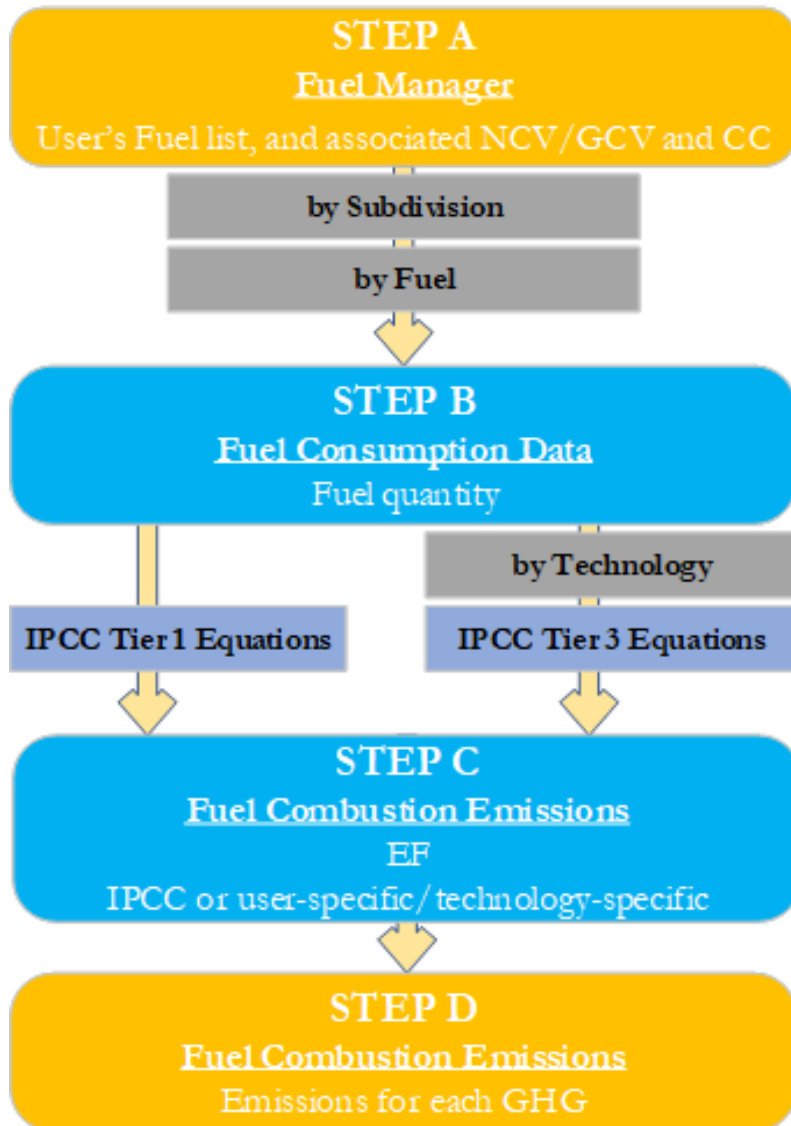 STEP A
Fuel Manager
User's Fuel list, and associated NCV/GCV and CC
by Subdivision
by Fuel
STEP B
Fuel Consumption Data
Fuel quantity
by Technology
IPCC Tier 1 Equations
IPCC Tier 3 Equations
STEP C
Fuel Combustion Emissions
EF
IPCC or user-specific/technology-specific
STEP D
Fuel Combustion Emissions
Emissions for each GHG